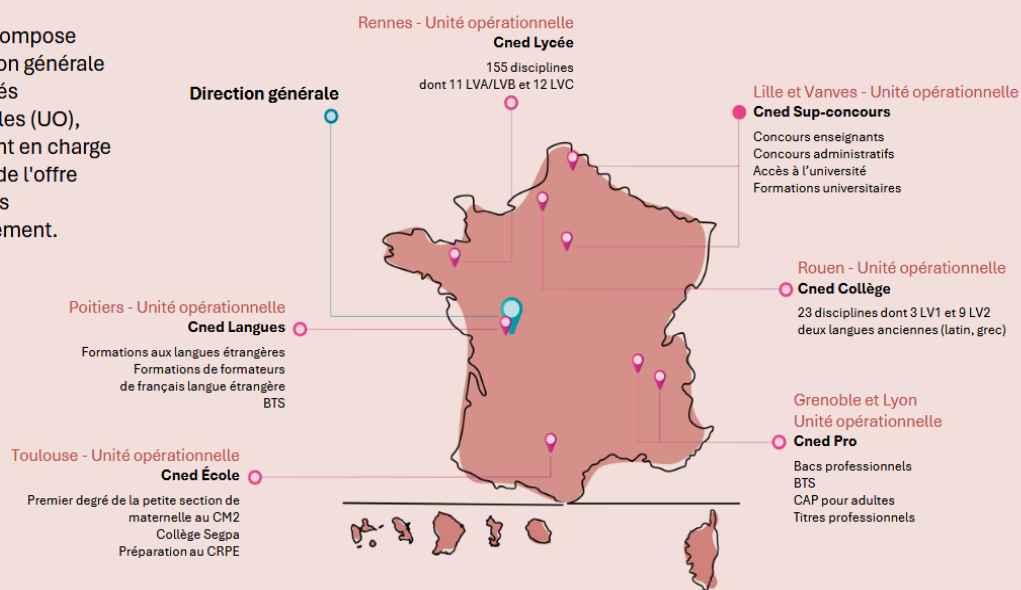 ompose
on générale
és
les (UO),
nt en charge
de l'offre
s
ement.
Direction générale
Rennes - Unité opérationnelle
Cned Lycée
155 disciplines
dont 11 LVA/LVB et 12 LVC
Lille et Vanves - Unité opérationnelle
Cned Sup-concours
Concours enseignants
Concours administratifs
Accès à l'université
Formations universitaires
Rouen - Unité opérationnelle
Cned Collège
23 disciplines dont 3 LV1 et 9 LV2
deux langues anciennes (latin, grec)
Poitiers - Unité opérationnelle
Cned Langues
Formations aux langues étrangères
Formations de formateurs
de français langue étrangère
BTS
Grenoble et Lyon
Unité opérationnelle
Cned Pro
Bacs professionnels
BTS
CAP pour adultes
Titres professionnels
Toulouse - Unité opérationnelle
Cned École
Premier degré de la petite section de
maternelle au CM2
Collège Segpa
Préparation au CRPE